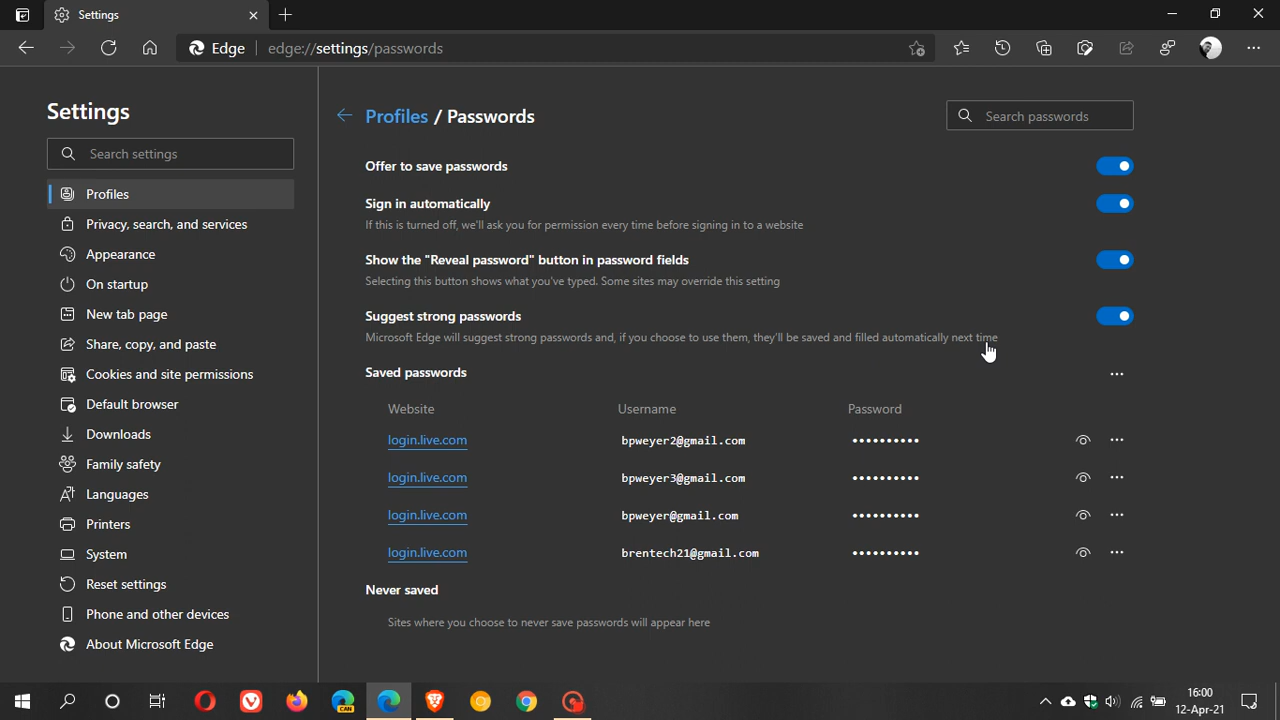 Settings
Edge edge://settings/passwords
Settings
Search settings
Profiles
Privacy, search, and services
Appearance
On startup
New tab page
Share, copy, and paste
Cookies and site permissions
Default browser
Downloads
Family safety
Languages
Printers
System
Reset settings
Phone and other devices
About Microsoft Edge
Profiles / Passwords
Search passwords
Offer to save passwords
Sign in automatically
If this is turned off, we'll ask you for permission every time before signing in to a website
Show the "Reveal password" button in password fields
Selecting this button shows what you've typed. Some sites may override this setting
Suggest strong passwords
Microsoft Edge will suggest strong passwords and, if you choose to use them, they'll be saved and filled automatically next time
Saved passwords
Website Username Password
login.live.com bpweyer2@gmail.com ••••••••••
login.live.com bpweyer3@gmail.com ••••••••••
login.live.com bpweyer@gmail.com ••••••••••
login.live.com brentech21@gmail.com ••••••••••
Never saved
Sites where you choose to never save passwords will appear here
CAN
16:00
12-Apr-21